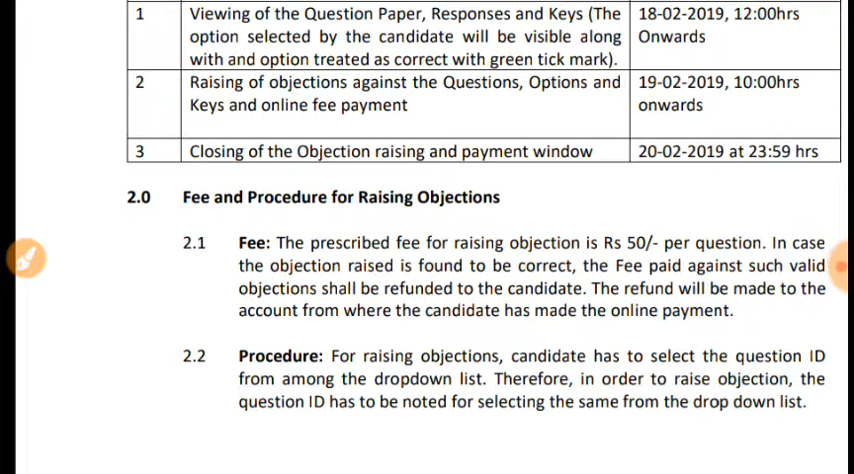 1 Viewing of the Question Paper, Responses and Keys (The 18-02-2019, 12:00hrs
option selected by the candidate will be visible along Onwards
with and option treated as correct with green tick mark).
2 Raising of objections against the Questions, Options and 19-02-2019, 10:00hrs
Keys and online fee payment onwards
3 Closing of the Objection raising and payment window 20-02-2019 at 23:59 hrs
2.0 Fee and Procedure for Raising Objections
2.1 Fee: The prescribed fee for raising objection is Rs 50/- per question. In case
the objection raised is found to be correct, the Fee paid against such valid
objections shall be refunded to the candidate. The refund will be made to the
account from where the candidate has made the online payment.
2.2 Procedure: For raising objections, candidate has to select the question ID
from among the dropdown list. Therefore, in order to raise objection, the
question ID has to be noted for selecting the same from the drop down list.